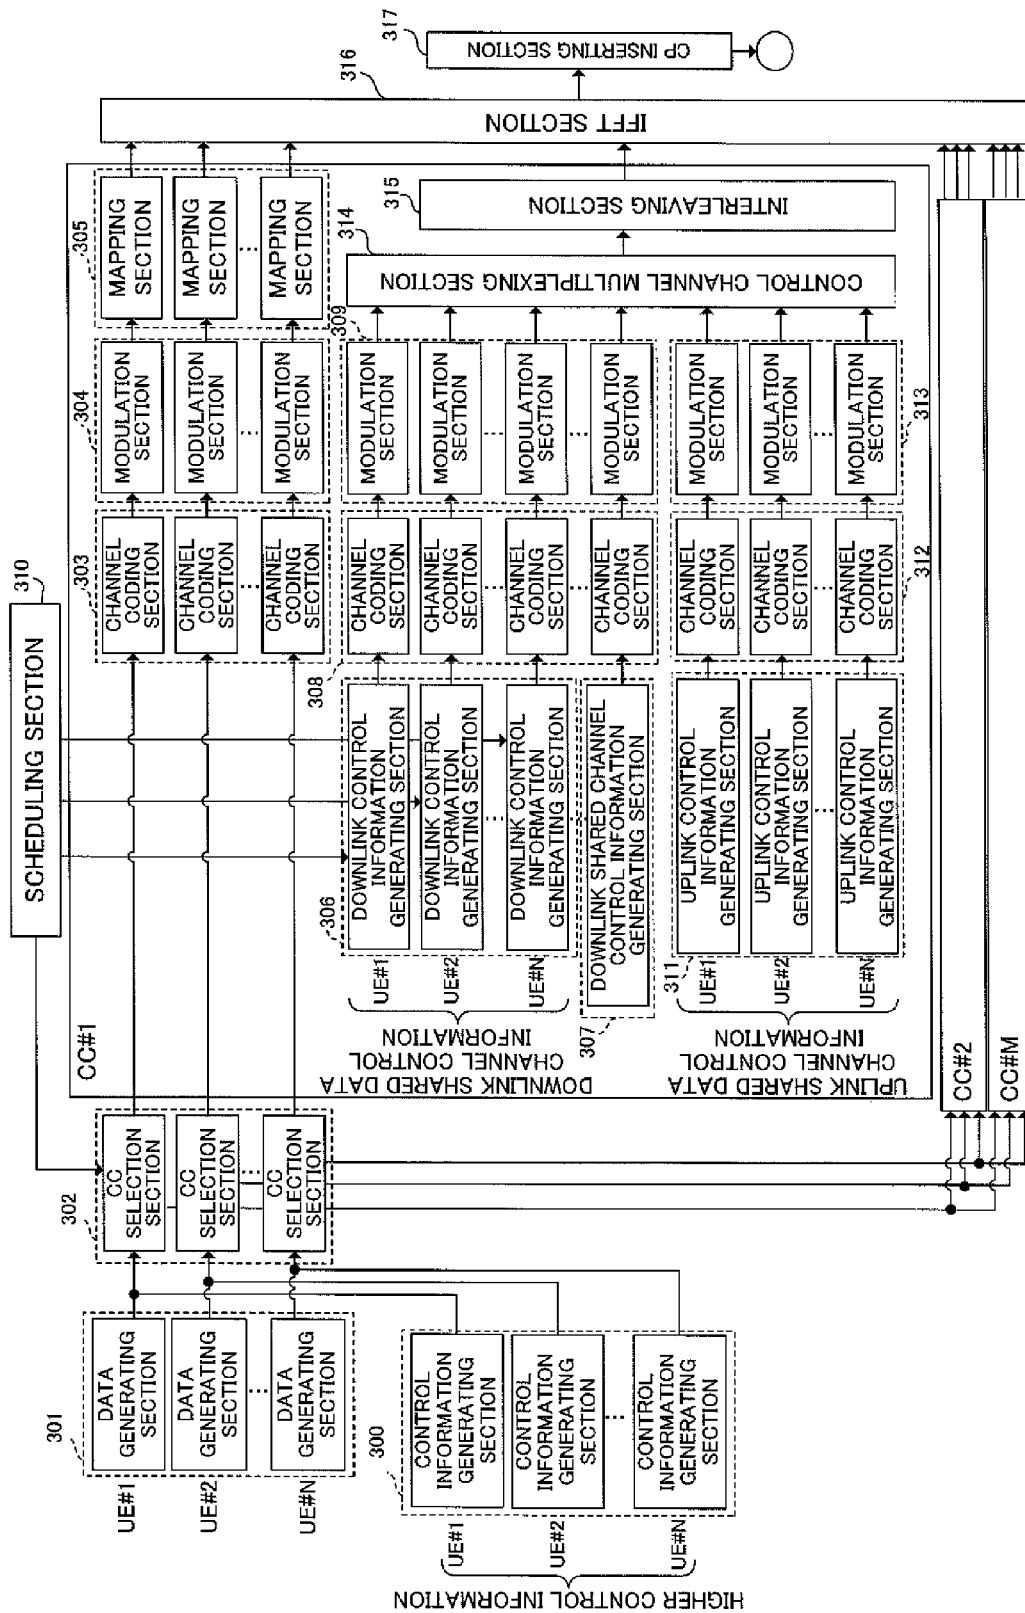 SCHEDULING SECTION
310
UE#1
UE#2
UE#N
301
DATA
GENERATING
SECTION
DATA
GENERATING
SECTION
DATA
GENERATING
SECTION
HIGHER CONTROL INFORMATION
UE#1
UE#2
UE#N
300
CONTROL
INFORMATION
GENERATING
SECTION
CONTROL
INFORMATION
GENERATING
SECTION
CONTROL
INFORMATION
GENERATING
SECTION
302
CC
SELECTION
SECTION
CC
SELECTION
SECTION
CC
SELECTION
SECTION
CC#1
303
CHANNEL
CODING
SECTION
CHANNEL
CODING
SECTION
CHANNEL
CODING
SECTION
304
MODULATION
SECTION
MODULATION
SECTION
MODULATION
SECTION
305
MAPPING
SECTION
MAPPING
SECTION
MAPPING
SECTION
DOWNLINK SHARED DATA
CHANNEL CONTROL
INFORMATION
UE#1
UE#2
UE#N
306
DOWNLINK CONTROL
INFORMATION
GENERATING SECTION
DOWNLINK CONTROL
INFORMATION
GENERATING SECTION
DOWNLINK CONTROL
INFORMATION
GENERATING SECTION
307
DOWNLINK SHARED CHANNEL
CONTROL INFORMATION
GENERATING SECTION
308
CHANNEL
CODING
SECTION
CHANNEL
CODING
SECTION
CHANNEL
CODING
SECTION
CHANNEL
CODING
SECTION
309
MODULATION
SECTION
MODULATION
SECTION
MODULATION
SECTION
MODULATION
SECTION
UPLINK SHARED DATA
CHANNEL CONTROL
INFORMATION
311
UE#1
UE#2
UE#N
UPLINK CONTROL
INFORMATION
GENERATING SECTION
UPLINK CONTROL
INFORMATION
GENERATING SECTION
UPLINK CONTROL
INFORMATION
GENERATING SECTION
312
CHANNEL
CODING
SECTION
CHANNEL
CODING
SECTION
CHANNEL
CODING
SECTION
313
MODULATION
SECTION
MODULATION
SECTION
MODULATION
SECTION
314
CONTROL CHANNEL MULTIPLEXING SECTION
315
INTERLEAVING SECTION
316
IFFT SECTION
317
CP INSERTING SECTION
CC#2
CC#M